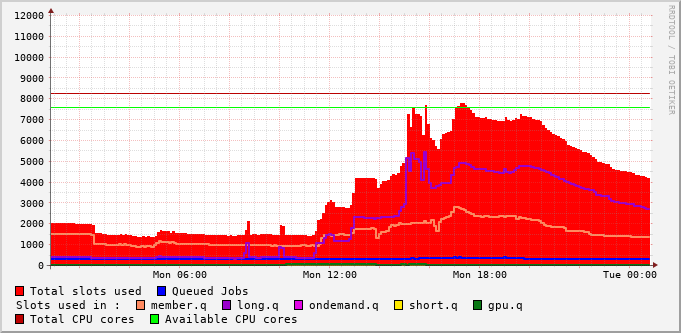 RRDTOOL / TOBI OETIKER
12000
11000
10000
9000
8000
7000
6000
5000
4000
3000
2000
1000
0
Mon 06:00 Mon 12:00 Mon 18:00 Tue 00:00
Total slots used Queued Jobs
Slots used in : member.q long.q ondemand.q short.q gpu.q
Total CPU cores Available CPU cores